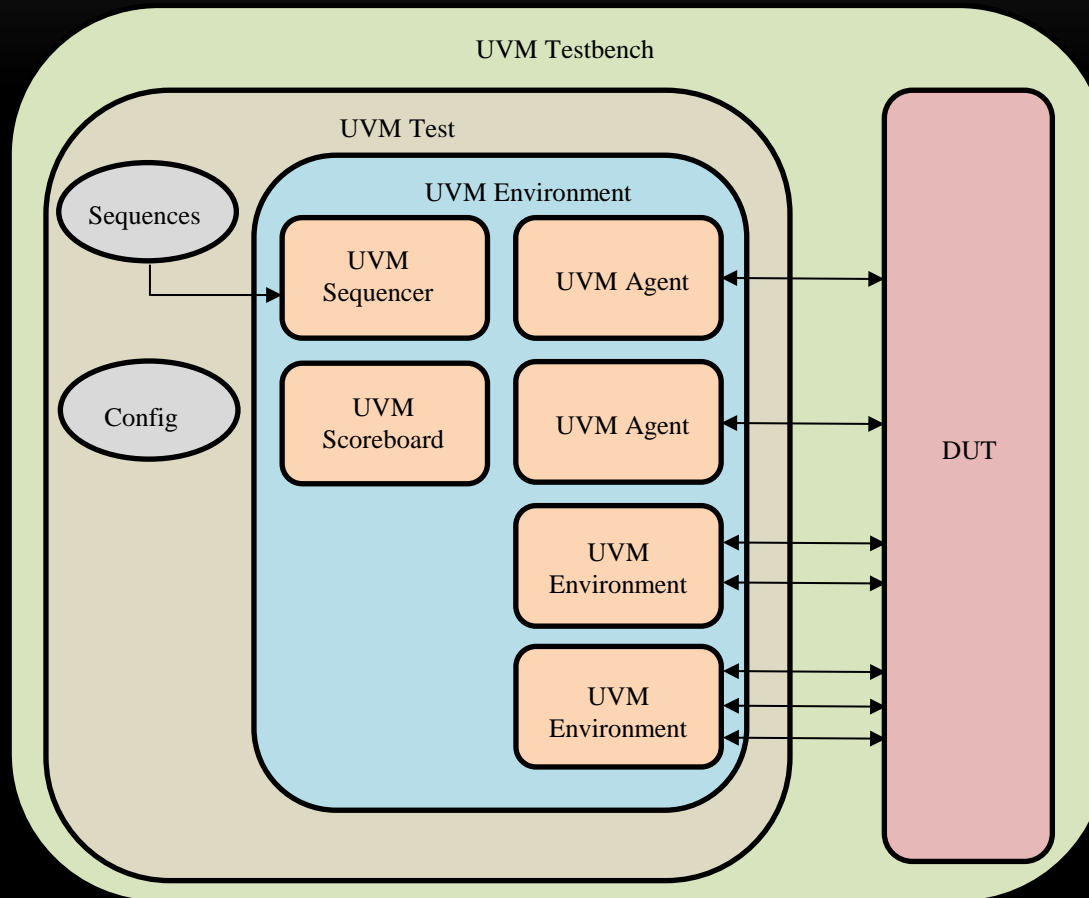 UVM Testbench
UVM Test
UVM Environment
Sequences
UVM
Sequencer
UVM Agent
Config
UVM
Scoreboard
UVM Agent
DUT
UVM
Environment
UVM
Environment